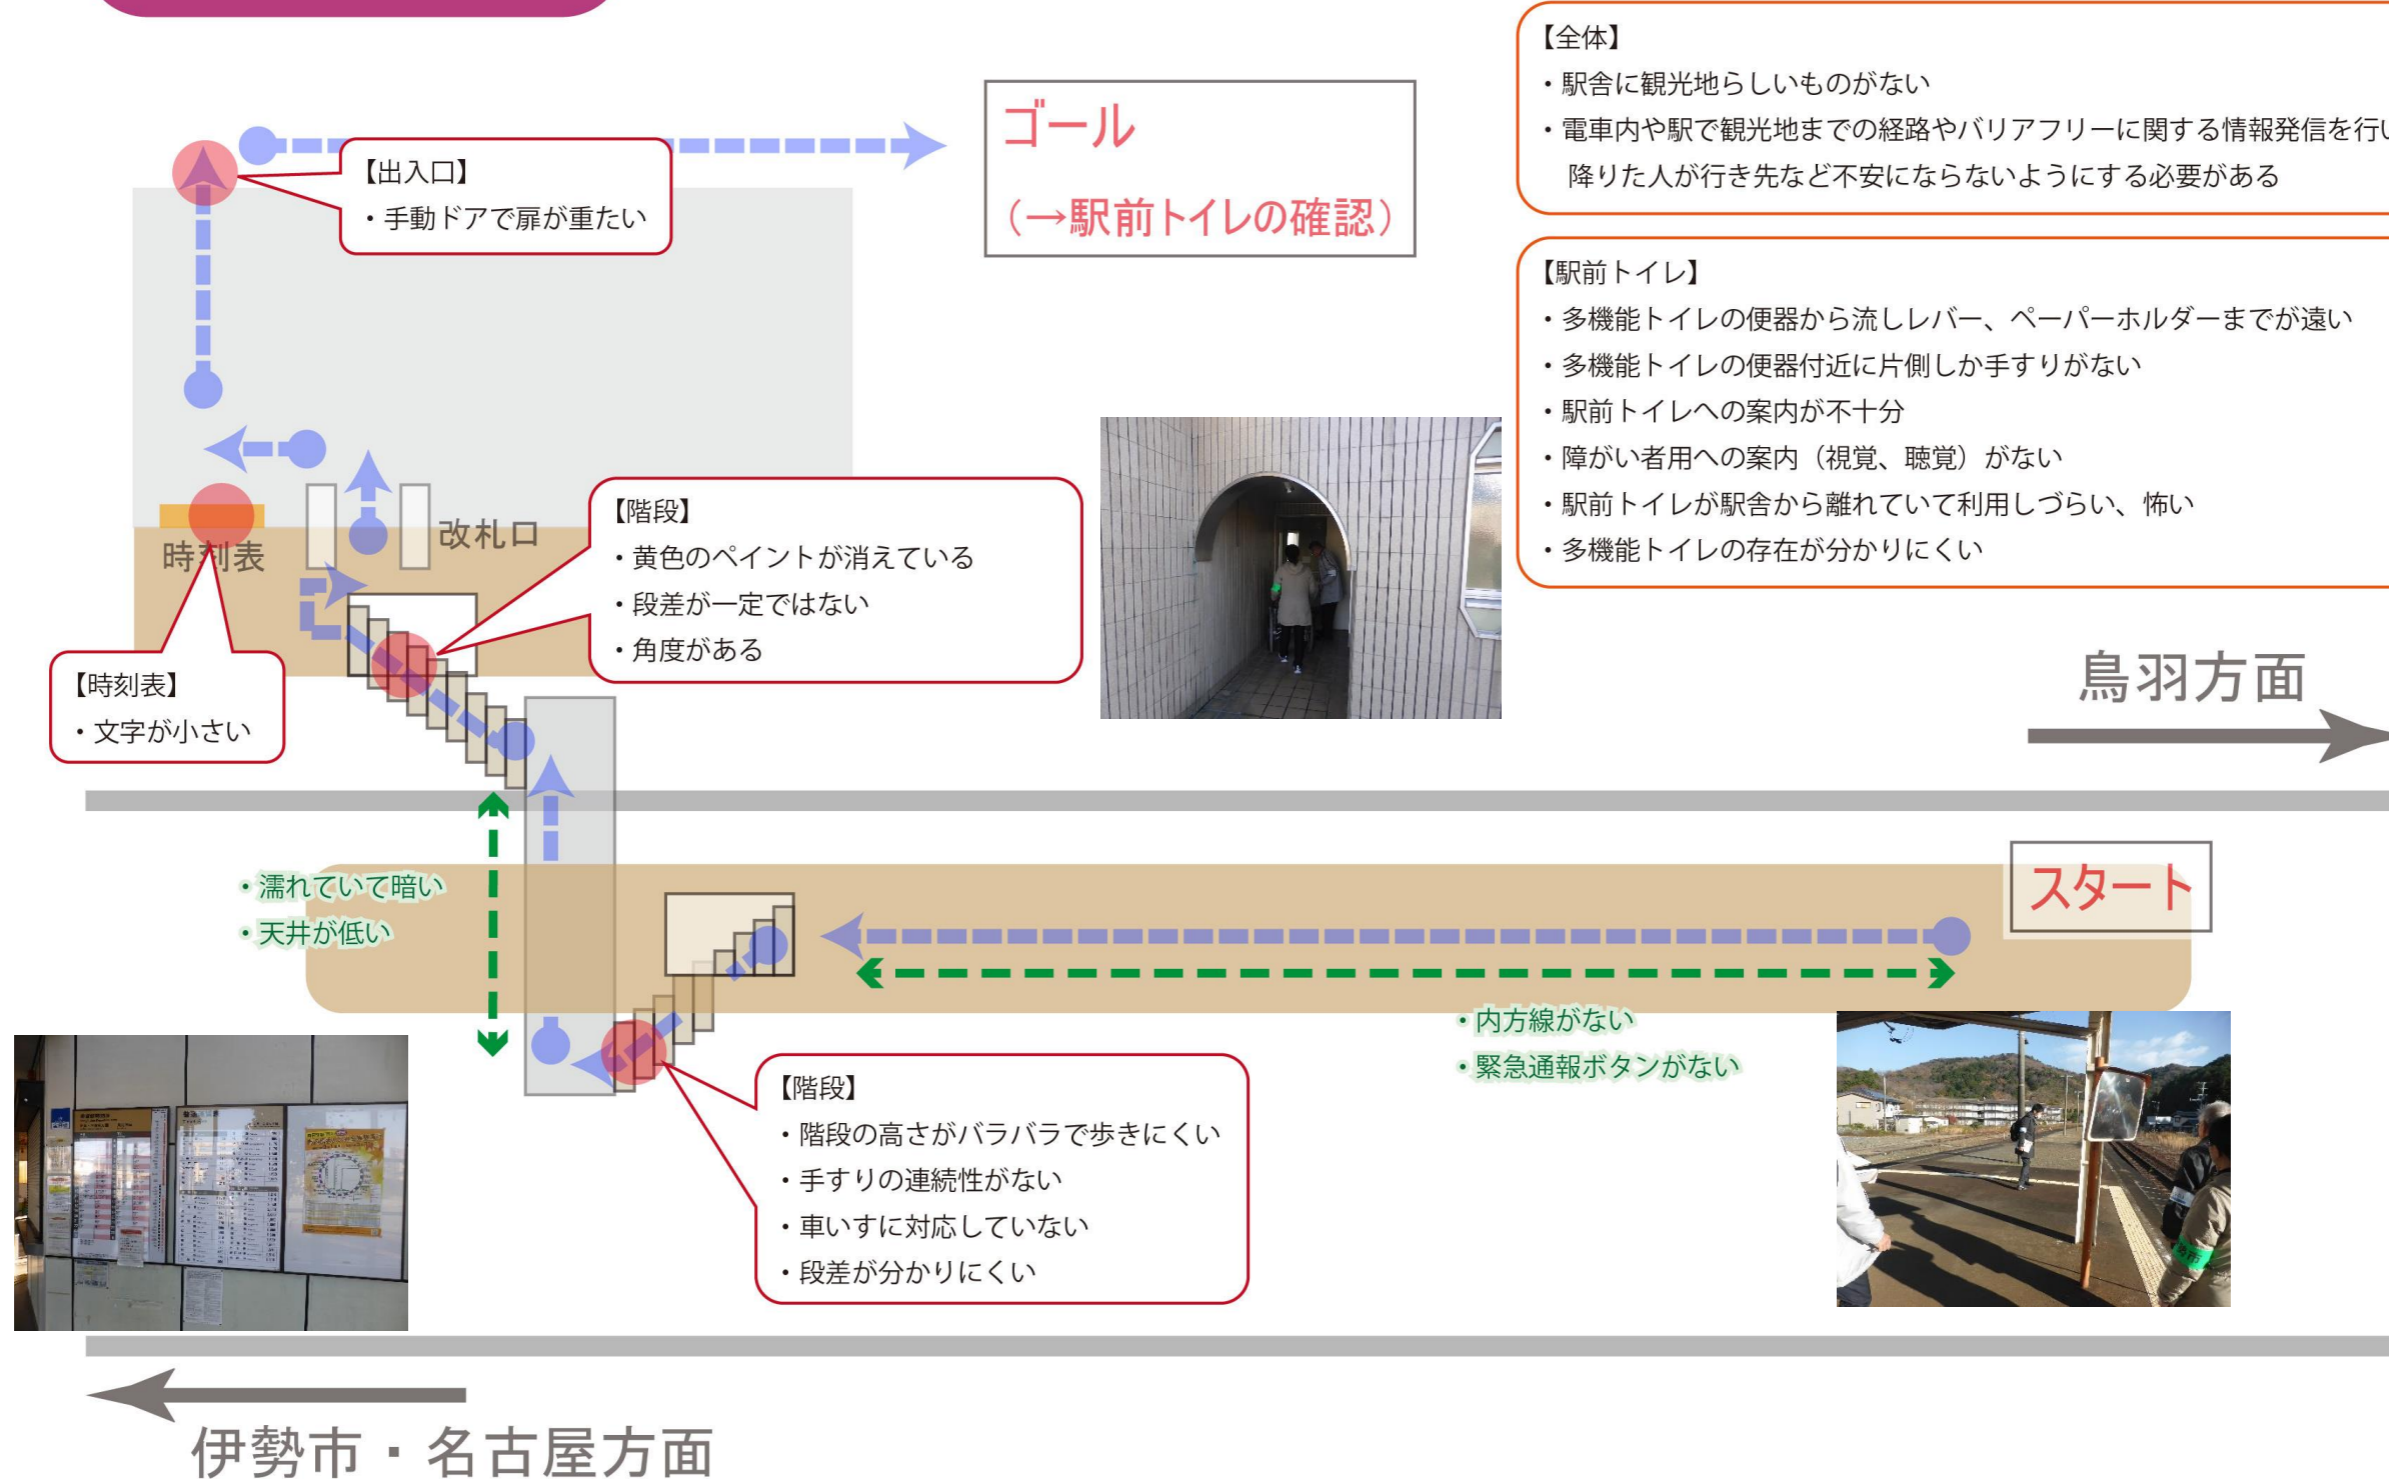 【全体】
・駅舎に観光地らしいものがない
・電車内や駅で観光地までの経路やバリアフリーに関する情報発信を行い
降りた人が行き先など不安にならないようにする必要がある
ゴール
（→駅前トイレの確認）
【出入口】
・手動ドアで扉が重たい
【駅前トイレ】
・多機能トイレの便器から流しレバー、ペーパーホルダーまでが遠い
・多機能トイレの便器付近に片側しか手すりがない
・駅前トイレへの案内が不十分
・障がい者用への案内（視覚、聴覚）がない
・駅前トイレが駅舎から離れていて利用しづらい、怖い
・多機能トイレの存在が分かりにくい
改札口
時刻表
【階段】
・黄色のペイントが消えている
・段差が一定ではない
・角度がある
【時刻表】
・文字が小さい
鳥羽方面
スタート
・濡れていて暗い
・天井が低い
・内方線がない
・緊急通報ボタンがない
【階段】
・階段の高さがバラバラで歩きにくい
・手すりの連続性がない
・車いすに対応していない
・段差が分かりにくい
伊勢市・名古屋方面